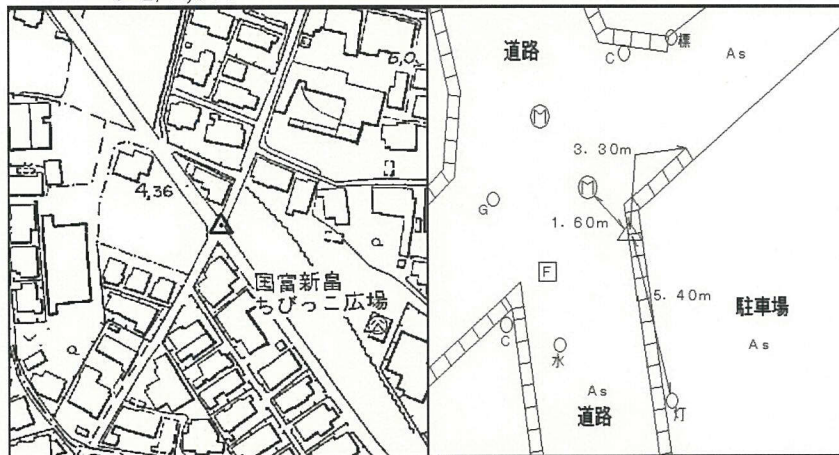 6,0
4,36
国富新畠
ちびっこ広場
道路
C
標
As
M
3.30m
M
G
1.60m
F
5.40m
駐車場
C
水
As
As
灯
道路